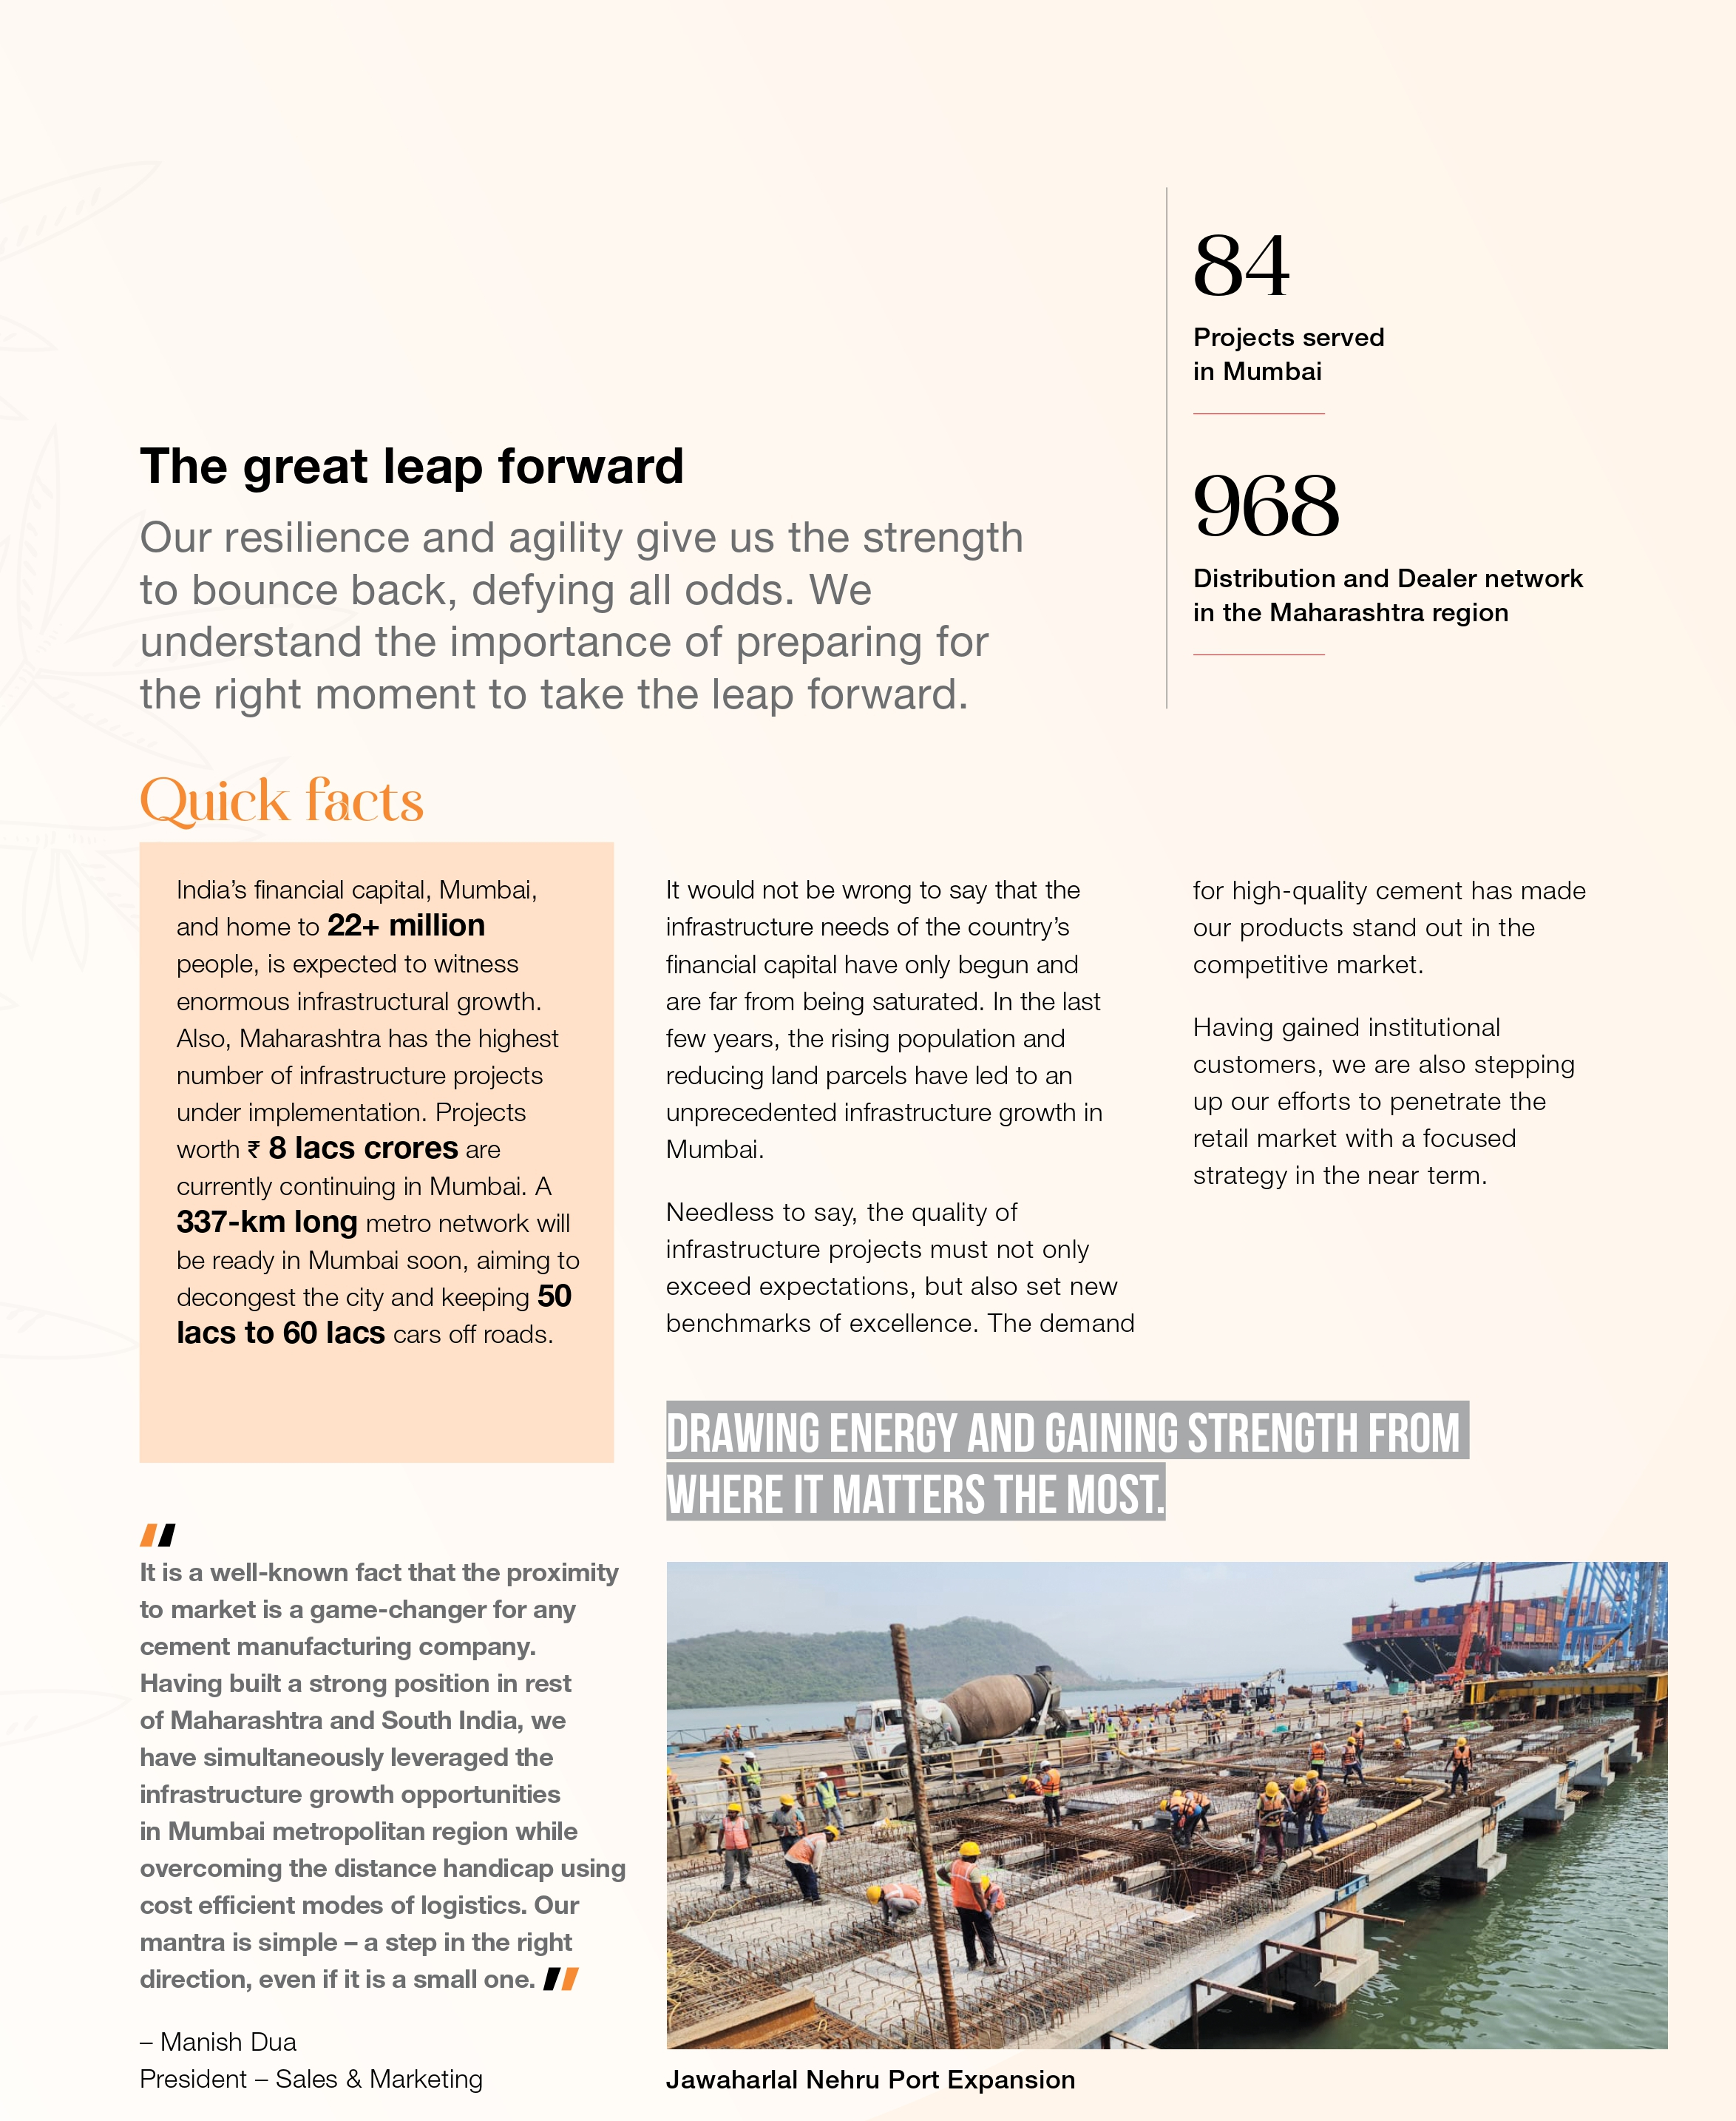 84
Projects served
in Mumbai
968
Distribution and Dealer network
in the Maharashtra region
The great leap forward
Our resilience and agility give us the strength
to bounce back, defying all odds. We
understand the importance of preparing for
the right moment to take the leap forward.
Quick facts
India’s financial capital, Mumbai,
and home to 22+ million
people, is expected to witness
enormous infrastructural growth.
Also, Maharashtra has the highest
number of infrastructure projects
under implementation. Projects
worth ₹ 8 lacs crores are
currently continuing in Mumbai. A
337-km long metro network will
be ready in Mumbai soon, aiming to
decongest the city and keeping 50
lacs to 60 lacs cars off roads.
It would not be wrong to say that the
infrastructure needs of the country’s
financial capital have only begun and
are far from being saturated. In the last
few years, the rising population and
reducing land parcels have led to an
unprecedented infrastructure growth in
Mumbai.
Needless to say, the quality of
infrastructure projects must not only
exceed expectations, but also set new
benchmarks of excellence. The demand
for high-quality cement has made
our products stand out in the
competitive market.
Having gained institutional
customers, we are also stepping
up our efforts to penetrate the
retail market with a focused
strategy in the near term.
DRAWING ENERGY AND GAINING STRENGTH FROM
WHERE IT MATTERS THE MOST.
It is a well-known fact that the proximity
to market is a game-changer for any
cement manufacturing company.
Having built a strong position in rest
of Maharashtra and South India, we
have simultaneously leveraged the
infrastructure growth opportunities
in Mumbai metropolitan region while
overcoming the distance handicap using
cost efficient modes of logistics. Our
mantra is simple – a step in the right
direction, even if it is a small one.
– Manish Dua
President – Sales & Marketing
Jawaharlal Nehru Port Expansion